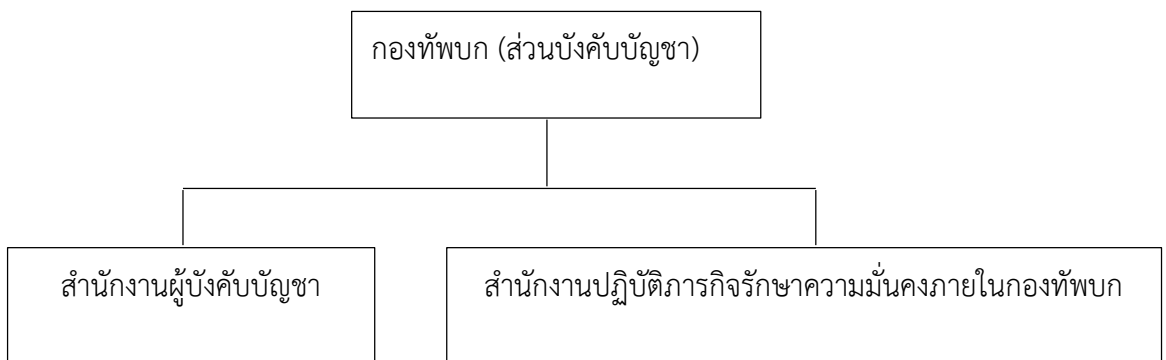 กองทัพบก (ส่วนบังคับบัญชา)
สำนักงานผู้บังคับบัญชา
สำนักงานปฏิบัติภารกิจรักษาความมั่นคงภายในกองทัพบก